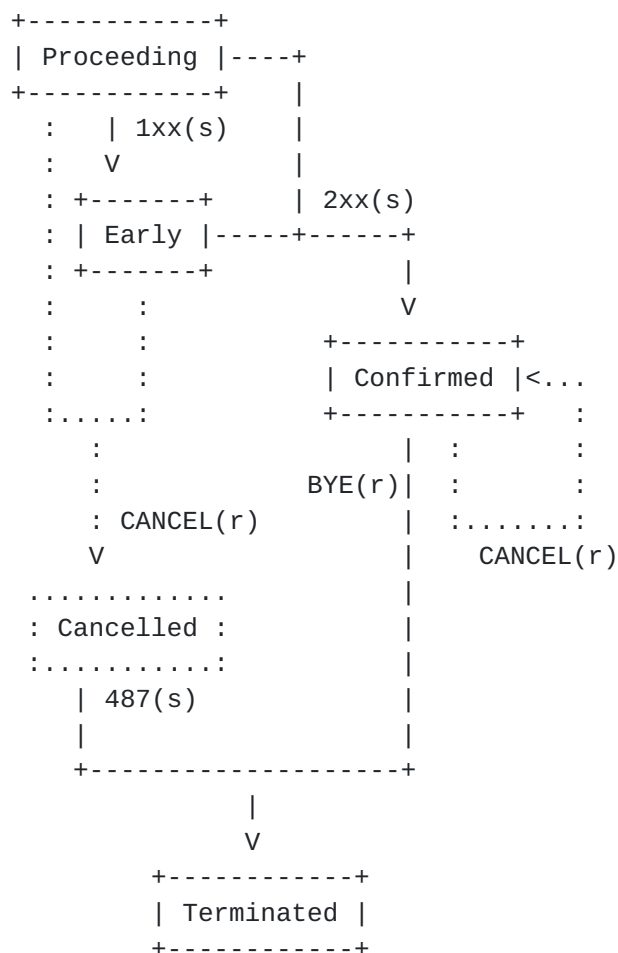 Proceeding
1xx(s)
2xx(s)
Early
Confirmed
BYE(r)
CANCEL(r)
CANCEL(r)
Cancelled
487(s)
Terminated